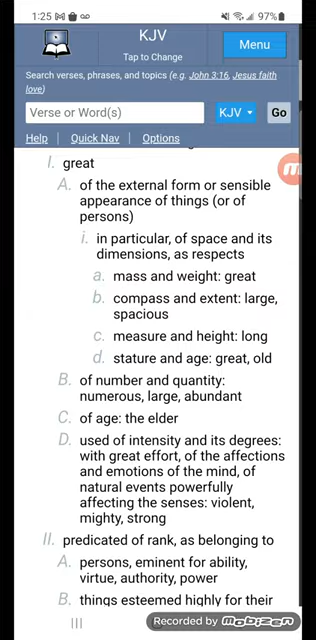 1:25 97%
KJV
Tap to Change
Menu
Search verses, phrases, and topics (e.g. John 3:16, Jesus faith
love)
Verse or Word(s)
KJV
Go
Help | Quick Nav | Options
I. great
A. of the external form or sensible
appearance of things (or of
persons)
i. in particular, of space and its
dimensions, as respects
a. mass and weight: great
b. compass and extent: large,
spacious
c. measure and height: long
d. stature and age: great, old
B. of number and quantity:
numerous, large, abundant
C. of age: the elder
D. used of intensity and its degrees:
with great effort, of the affections
and emotions of the mind, of
natural events powerfully
affecting the senses: violent,
mighty, strong
II. predicated of rank, as belonging to
A. persons, eminent for ability,
virtue, authority, power
B. things esteemed highly for their
Recorded by Mobizen